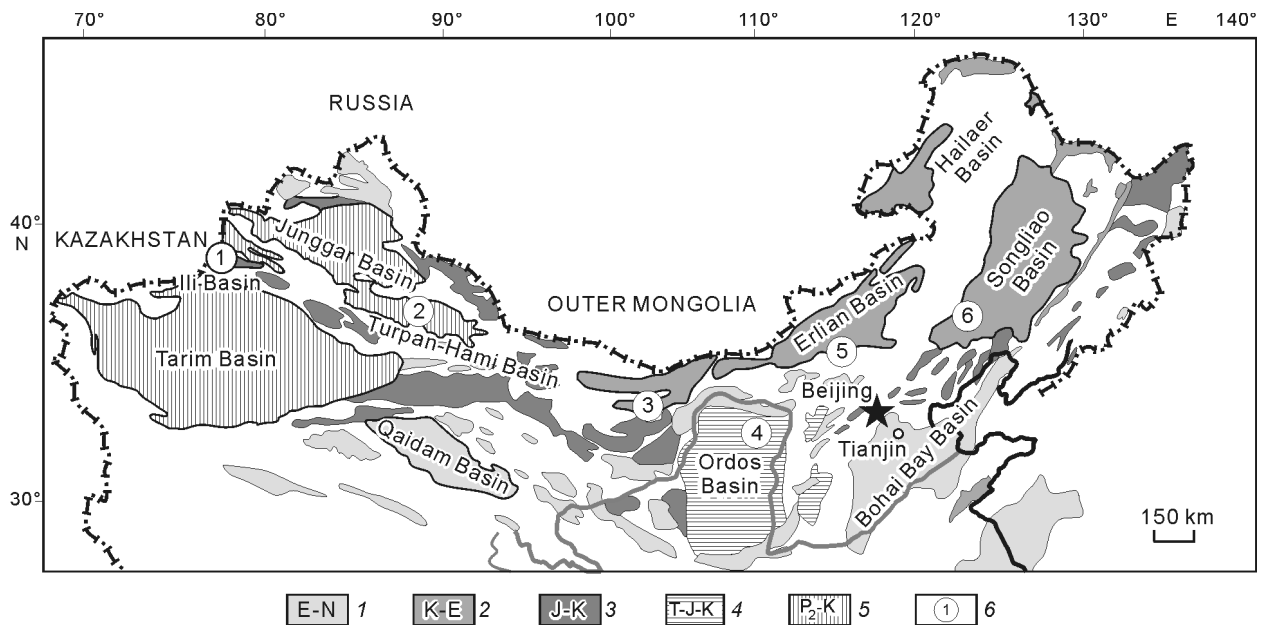 70°
80°
90°
100°
110°
120°
130°
E
140°
RUSSIA
Hailaer
Basin
40°
N
KAZAKHSTAN
Junggar Basin
Songliao
Basin
1
Ili-Basin
OUTER MONGOLIA
Erlian Basin
2
6
Turpan-Hami Basin
Tarim Basin
5
Beijing
3
4
Qaidam Basin
Ordos
Basin
Tianjin
Bohai Bay Basin
30°
150 km
E-N 1
K-E 2
J-K 3
T-J-K 4
P₂-K 5
1 6